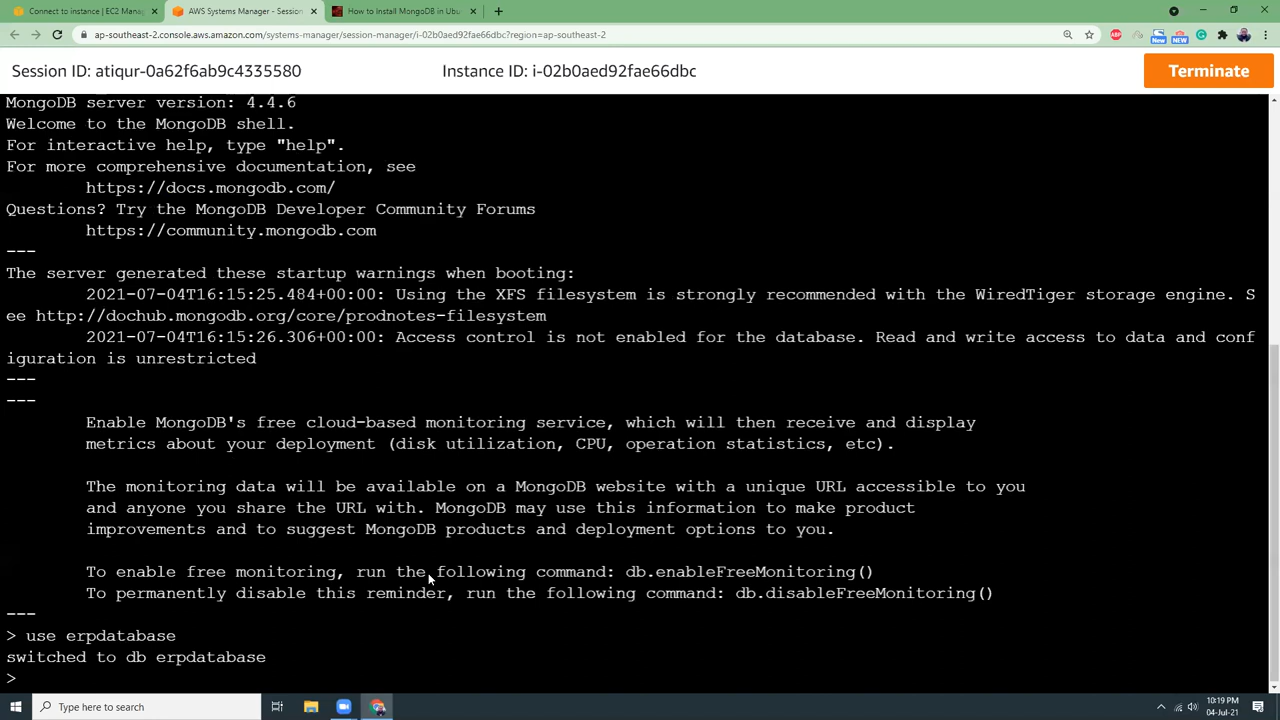 Connect to instance | EC2 Manag
AWS Systems Manager - Session
How to Install MongoDB in Ubu
ap-southeast-2.console.aws.amazon.com/systems-manager/session-manager/i-02b0aed92fae66dbc?region=ap-southeast-2
Session ID: atiqur-0a62f6ab9c4335580
Instance ID: i-02b0aed92fae66dbc
Terminate
MongoDB server version: 4.4.6
Welcome to the MongoDB shell.
For interactive help, type "help".
For more comprehensive documentation, see
https://docs.mongodb.com/
Questions? Try the MongoDB Developer Community Forums
https://community.mongodb.com
---
The server generated these startup warnings when booting:
2021-07-04T16:15:25.484+00:00: Using the XFS filesystem is strongly recommended with the WiredTiger storage engine. S
ee http://dochub.mongodb.org/core/prodnotes-filesystem
2021-07-04T16:15:26.306+00:00: Access control is not enabled for the database. Read and write access to data and conf
iguration is unrestricted
---
---
Enable MongoDB's free cloud-based monitoring service, which will then receive and display
metrics about your deployment (disk utilization, CPU, operation statistics, etc).
The monitoring data will be available on a MongoDB website with a unique URL accessible to you
and anyone you share the URL with. MongoDB may use this information to make product
improvements and to suggest MongoDB products and deployment options to you.
To enable free monitoring, run the following command: db.enableFreeMonitoring()
To permanently disable this reminder, run the following command: db.disableFreeMonitoring()
---
> use erpdatabase
switched to db erpdatabase
>
Type here to search
10:19 PM
04-Jul-21